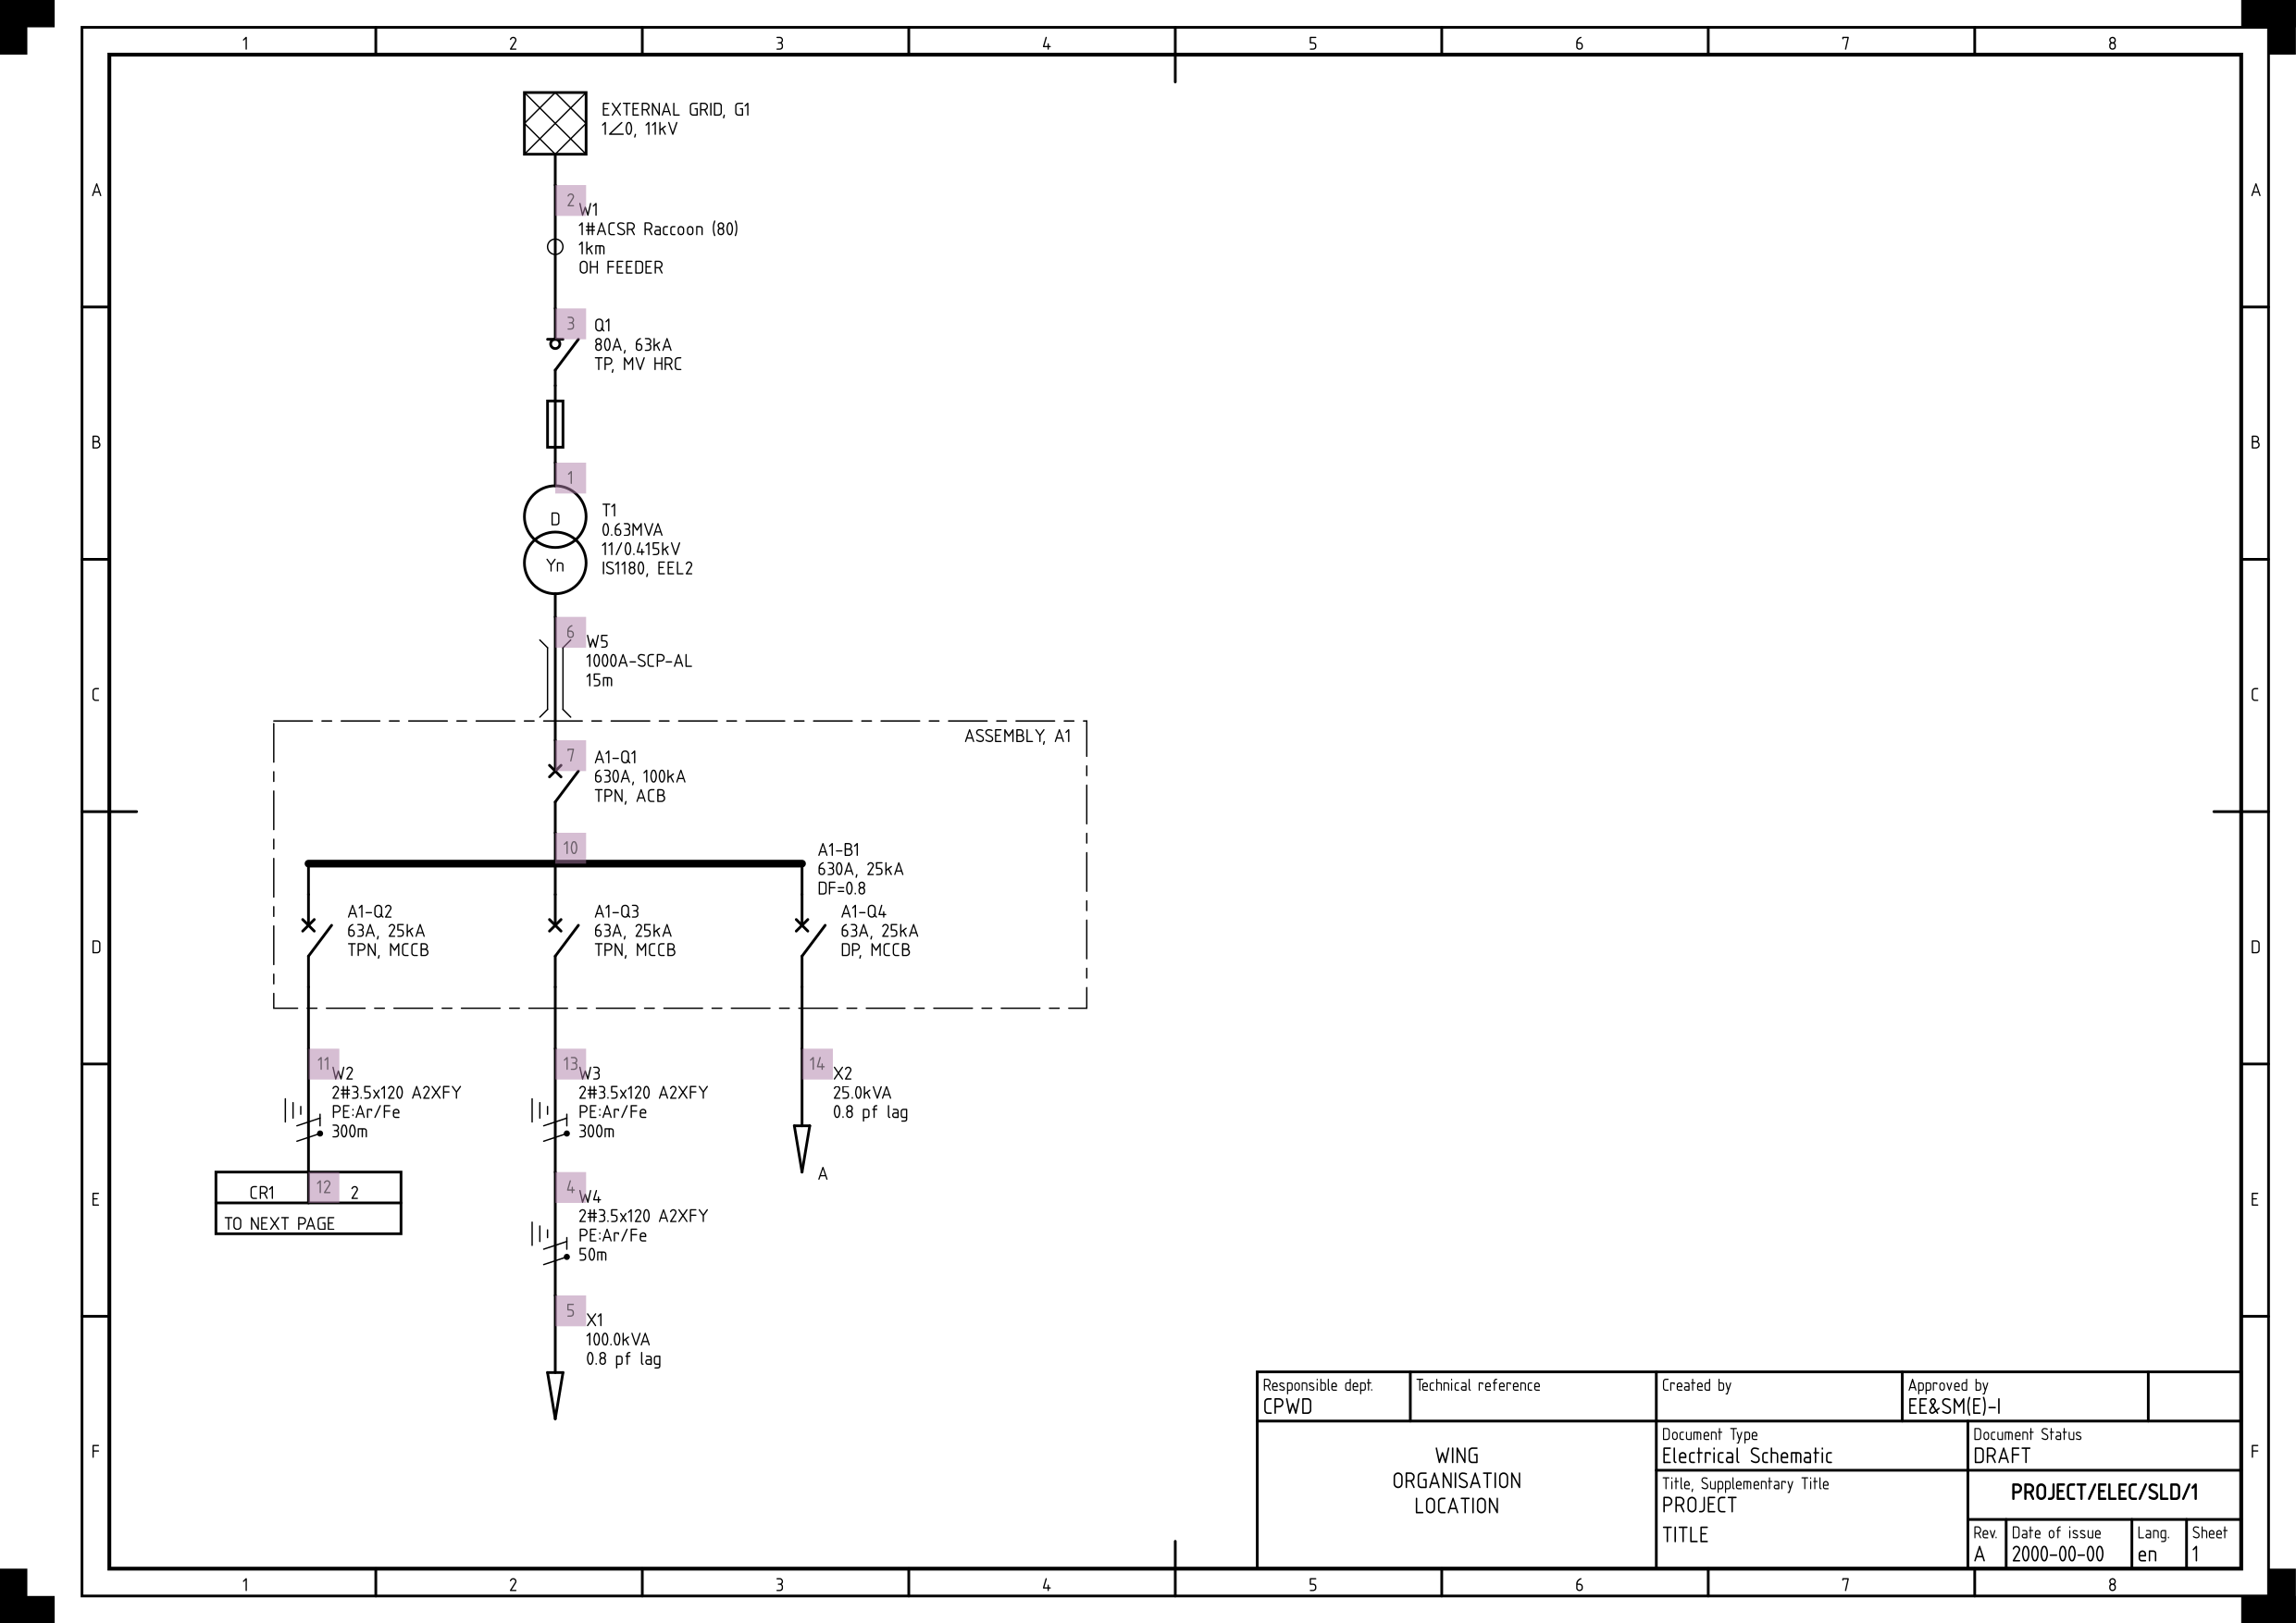 1 2 3 4 5 6 7 8
A A
B B
C C
D D
E E
F F
EXTERNAL GRID, G1
1∠0, 11kV
2
W1
1#ACSR Raccoon (80)
1km
OH FEEDER
3
Q1
80A, 63kA
TP, MV HRC
1
D
Yn
T1
0.63MVA
11/0.415kV
IS1180, EEL2
6
W5
1000A-SCP-AL
15m
ASSEMBLY, A1
7
A1-Q1
630A, 100kA
TPN, ACB
10
A1-B1
630A, 25kA
DF=0.8
A1-Q2
63A, 25kA
TPN, MCCB
A1-Q3
63A, 25kA
TPN, MCCB
A1-Q4
63A, 25kA
DP, MCCB
11
W2
2#3.5x120 A2XFY
PE:Ar/Fe
300m
13
W3
2#3.5x120 A2XFY
PE:Ar/Fe
300m
14
X2
25.0kVA
0.8 pf lag
A
CR1 12 2
TO NEXT PAGE
4
W4
2#3.5x120 A2XFY
PE:Ar/Fe
50m
5
X1
100.0kVA
0.8 pf lag
Responsible dept.
CPWD
Technical reference
Created by
Approved by
EE&SM(E)-I
WING
ORGANISATION
LOCATION
Document Type
Electrical Schematic
Document Status
DRAFT
Title, Supplementary Title
PROJECT
TITLE
PROJECT/ELEC/SLD/1
Rev.
A
Date of issue
2000-00-00
Lang.
en
Sheet
1
1 2 3 4 5 6 7 8